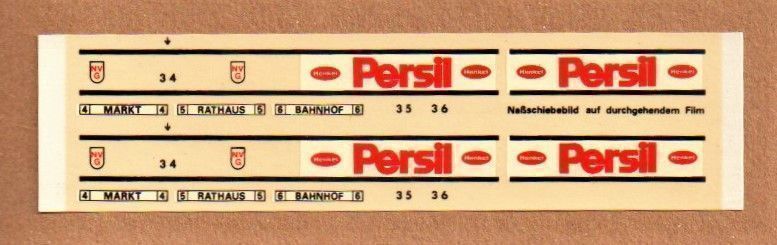 NVG 34 NVG Henkel Persil Henkel Henkel Persil Henkel
4 MARKT 4 5 RATHAUS 5 6 BAHNHOF 6 35 36 Naßschiebebild auf durchgehendem Film
NVG 34 NVG Henkel Persil Henkel Henkel Persil Henkel
4 MARKT 4 5 RATHAUS 5 6 BAHNHOF 6 35 36